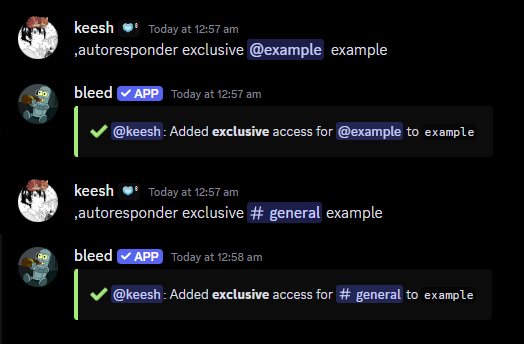 keesh Today at 12:57 am
,autoresponder exclusive @example example
bleed ✓ APP Today at 12:57 am
@keesh: Added exclusive access for @example to example
keesh Today at 12:57 am
,autoresponder exclusive # general example
bleed ✓ APP Today at 12:58 am
@keesh: Added exclusive access for # general to example